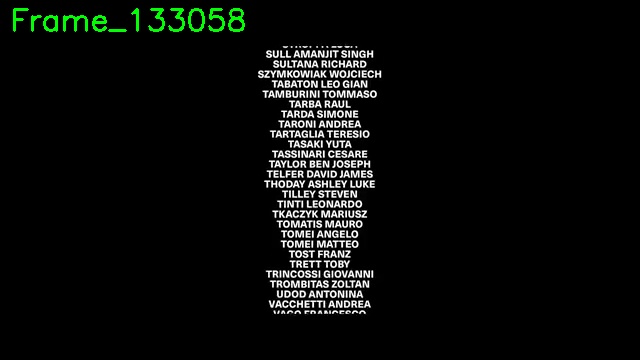 Frame_133058
SULL AMANJIT SINGH
SULTANA RICHARD
SZYMKOWIAK WOJCIECH
TABATON LEO GIAN
TAMBURINI TOMMASO
TARBA RAUL
TARDA SIMONE
TARONI ANDREA
TARTAGLIA TERESIO
TASAKI YUTA
TASSINARI CESARE
TAYLOR BEN JOSEPH
TELFER DAVID JAMES
THODAY ASHLEY LUKE
TILLEY STEVEN
TINTI LEONARDO
TKACZYK MARIUSZ
TOMATIS MAURO
TOMEI ANGELO
TOMEI MATTEO
TOST FRANZ
TRETT TOBY
TRINCOSSI GIOVANNI
TROMBITAS ZOLTAN
UDOD ANTONINA
VACCHETTI ANDREA
VAGO FRANCESCO